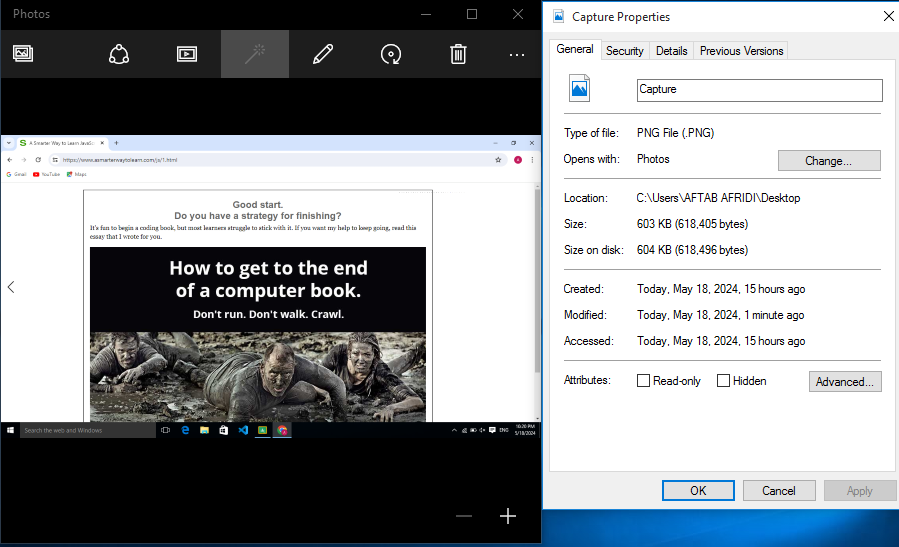 Photos
A Smarter Way to Learn JavaSc
https://www.asmarterwaytolearn.com/js/1.html
Gmail YouTube Maps
Good start.
Do you have a strategy for finishing?
It's fun to begin a coding book, but most learners struggle to stick with it. If you want my help to keep going, read this
essay that I wrote for you.
How to get to the end
of a computer book.
Don't run. Don't walk. Crawl.
Search the web and Windows
ENG
10:20 PM
5/18/2024
Capture Properties
General Security Details Previous Versions
Capture
Type of file: PNG File (.PNG)
Opens with: Photos Change...
Location: C:\Users\AFTAB AFRIDI\Desktop
Size: 603 KB (618,405 bytes)
Size on disk: 604 KB (618,496 bytes)
Created: Today, May 18, 2024, 15 hours ago
Modified: Today, May 18, 2024, 1 minute ago
Accessed: Today, May 18, 2024, 15 hours ago
Attributes: Read-only Hidden Advanced...
OK Cancel Apply